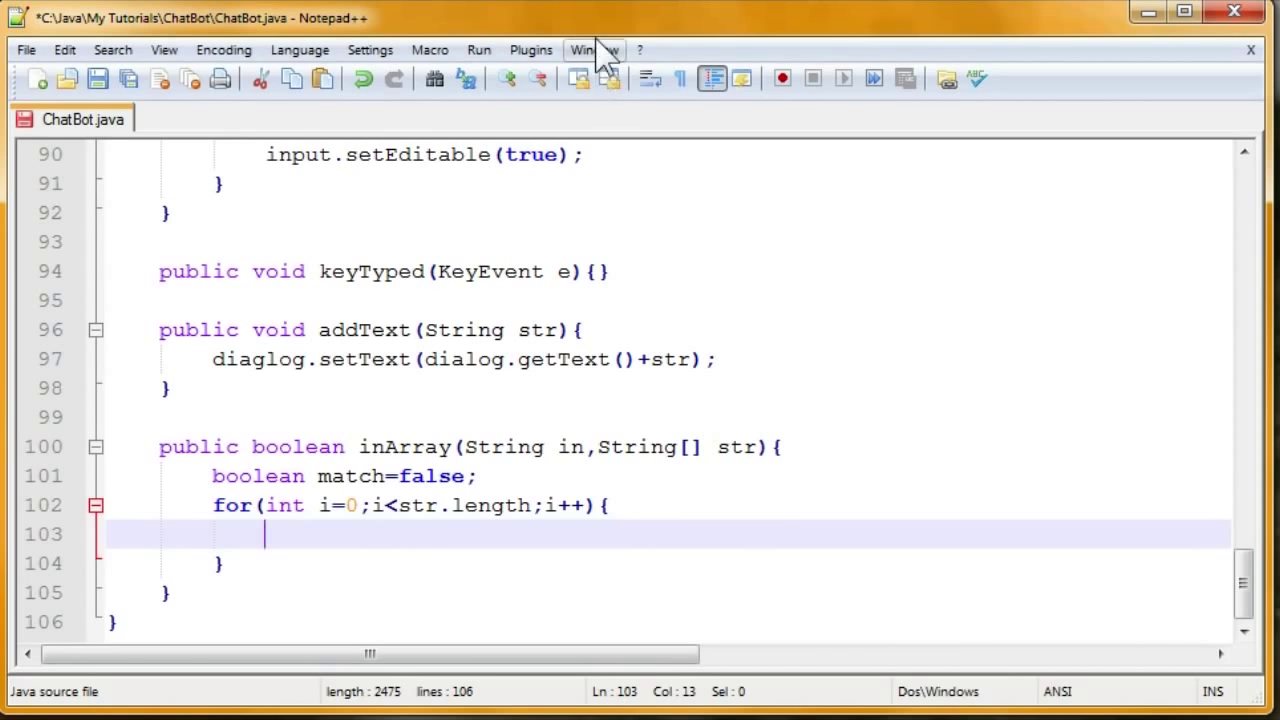 *C:\Java\My Tutorials\ChatBot\ChatBot.java - Notepad++
File Edit Search View Encoding Language Settings Macro Run Plugins Window ? X
ABC
ChatBot.java
90 input.setEditable(true);
91 }
92 }
93
94 public void keyTyped(KeyEvent e){}
95
96 public void addText(String str){
97 diaglog.setText(dialog.getText()+str);
98 }
99
100 public boolean inArray(String in,String[] str){
101 boolean match=false;
102 for(int i=0;i<str.length;i++){
103
104 }
105 }
106 }
Java source file length : 2475 lines : 106 Ln : 103 Col : 13 Sel : 0 Dos\Windows ANSI INS